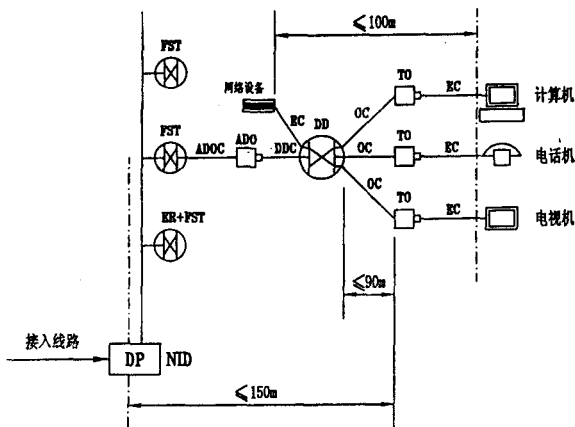 ≤100m
FST
网络设备
TO
EC
计算机
EC
DD
OC
FST
ADOC
ADO
DDC
OC
TO
EC
电话机
OC
ER+FST
TO
EC
电视机
≤90m
接入线路
DP
NID
≤150m